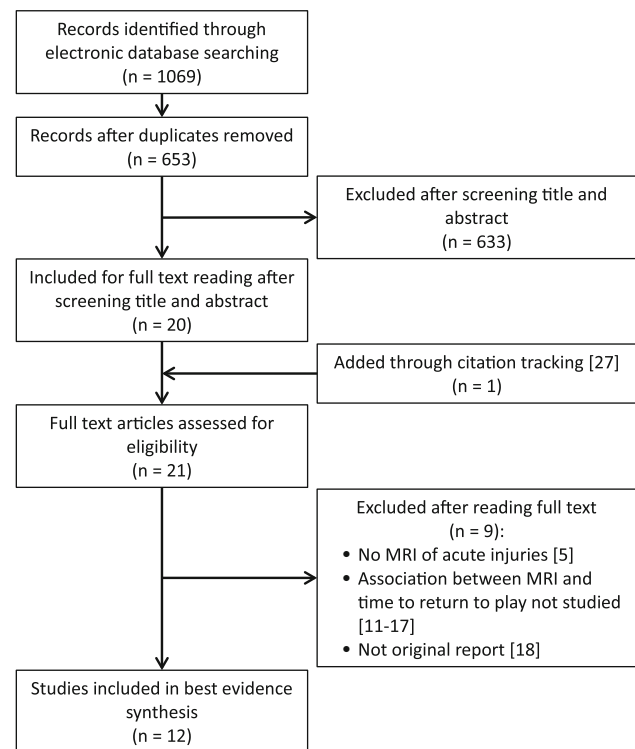 Records identified through
electronic database searching
(n = 1069)
Records after duplicates removed
(n = 653)
Excluded after screening title and
abstract
(n = 633)
Included for full text reading after
screening title and abstract
(n = 20)
Added through citation tracking [27]
(n = 1)
Full text articles assessed for
eligibility
(n = 21)
Excluded after reading full text
(n = 9):
• No MRI of acute injuries [5]
• Association between MRI and
time to return to play not studied
[11-17]
• Not original report [18]
Studies included in best evidence
synthesis
(n = 12)